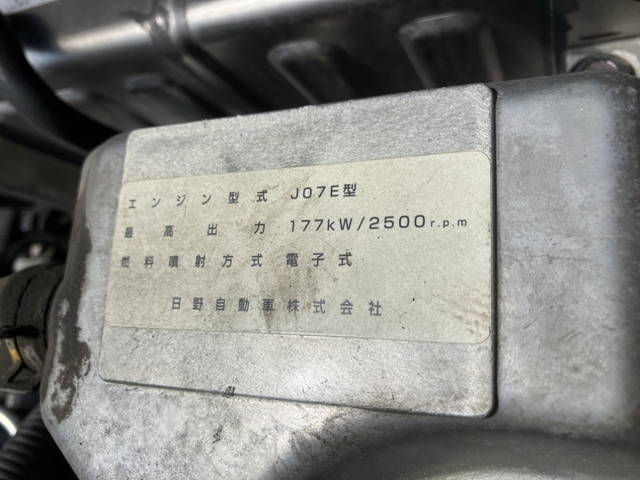 エンジン型式 J07E型
最高出力 177kW/2500r.p.m
燃料噴射方式 電子式
日野自動車株式会社